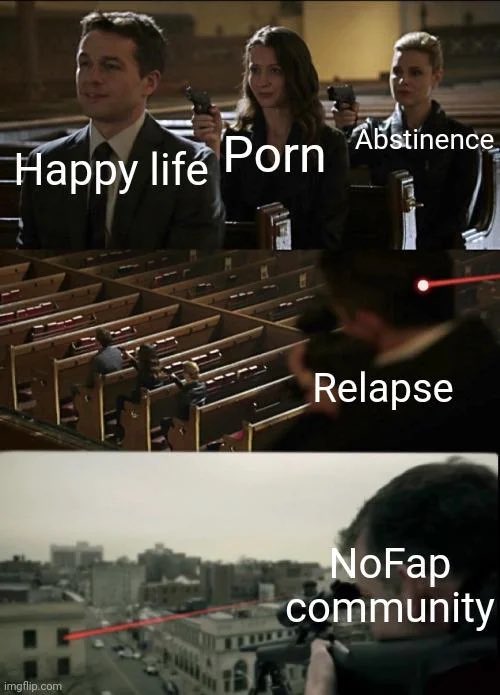 Happy life
Porn
Abstinence
Relapse
NoFap
community
imgflip.com